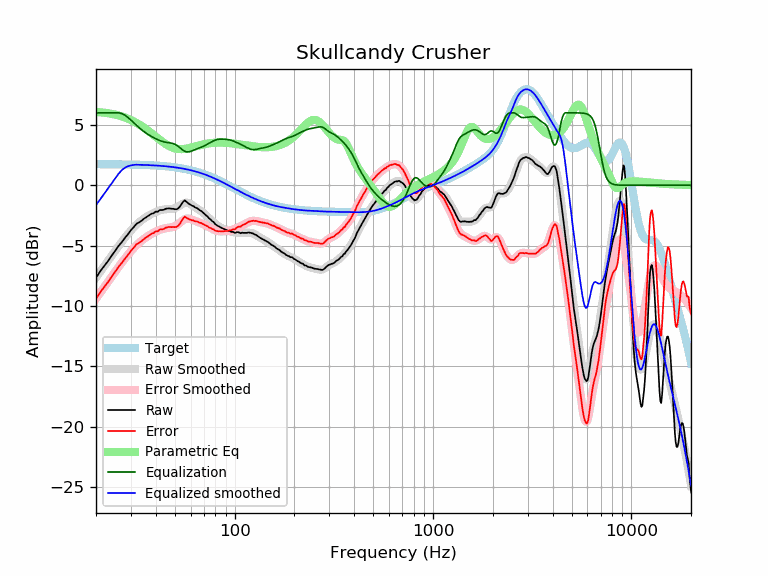 Skullcandy Crusher
Amplitude (dBr)
5
0
−5
−10
−15
−20
−25
Target
Raw Smoothed
Error Smoothed
Raw
Error
Parametric Eq
Equalization
Equalized smoothed
100
1000
10000
Frequency (Hz)